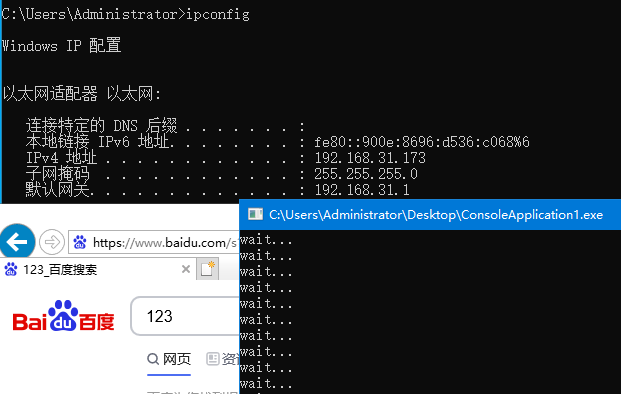 C:\Users\Administrator>ipconfig
Windows IP 配置
以太网适配器 以太网:
连接特定的 DNS 后缀 . . . . . . . :
本地链接 IPv6 地址. . . . . . . . : fe80::900e:8696:d536:c068%6
IPv4 地址 . . . . . . . . . . . . : 192.168.31.173
子网掩码 . . . . . . . . . . . . : 255.255.255.0
默认网关. . . . . . . . . . . . . : 192.168.31.1
C:\Users\Administrator\Desktop\ConsoleApplication1.exe
wait...
wait...
wait...
wait...
wait...
wait...
wait...
wait...
wait...
wait...
https://www.baidu.com/s
123_百度搜索
Bai du 百度
123
网页
资